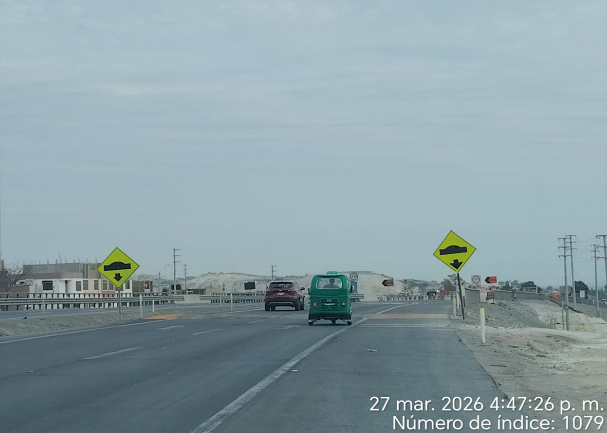 27 mar. 2026 4:47:26 p. m.
Número de índice: 1079